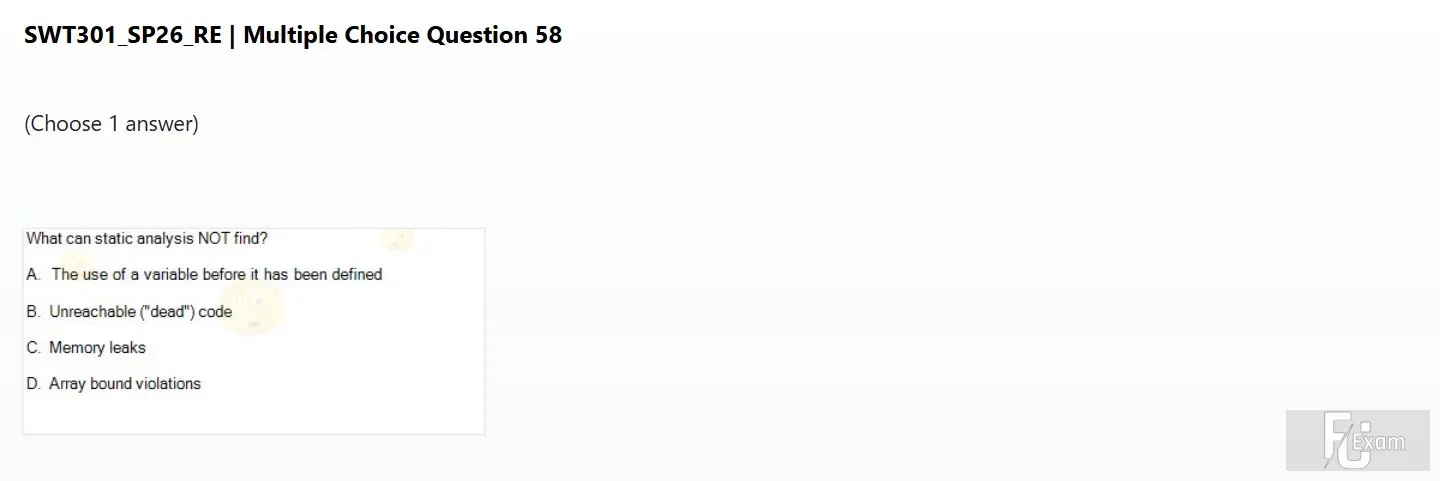 SWT301_SP26_RE | Multiple Choice Question 58
(Choose 1 answer)
What can static analysis NOT find?
A. The use of a variable before it has been defined
B. Unreachable ("dead") code
C. Memory leaks
D. Array bound violations
FU Exam